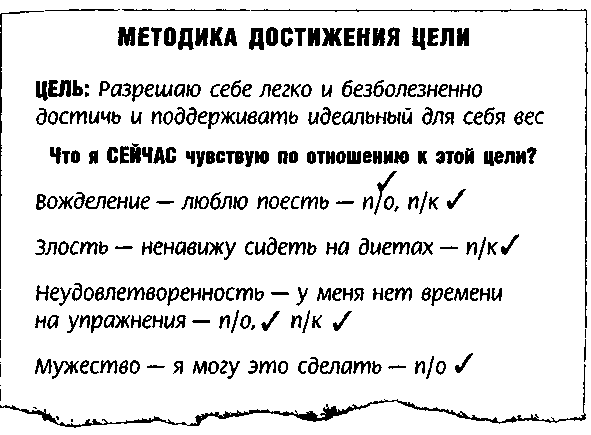 МЕТОДИКА ДОСТИЖЕНИЯ ЦЕЛИ
ЦЕЛЬ: Разрешаю себе легко и безболезненно
достичь и поддерживать идеальный для себя вес
Что я СЕЙЧАС чувствую по отношению к этой цели?
Вожделение — люблю поесть — п/о, п/к ✓
Злость — ненавижу сидеть на диетах — п/к ✓
Неудовлетворенность — у меня нет времени
на упражнения — п/о, ✓ п/к ✓
Мужество — я могу это сделать — п/о ✓